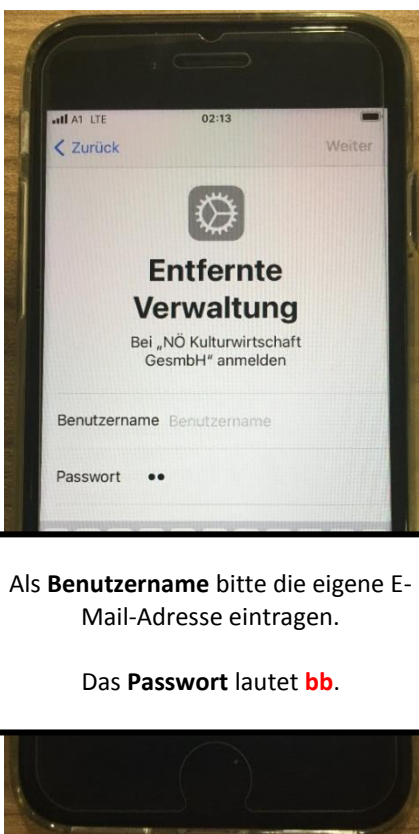 A1 LTE 02:13
Zurück Weiter
Entfernte
Verwaltung
Bei „NÖ Kulturwirtschaft
GesmbH“ anmelden
Benutzername Benutzername
Passwort ••
Als Benutzername bitte die eigene E-
Mail-Adresse eintragen.
Das Passwort lautet bb.